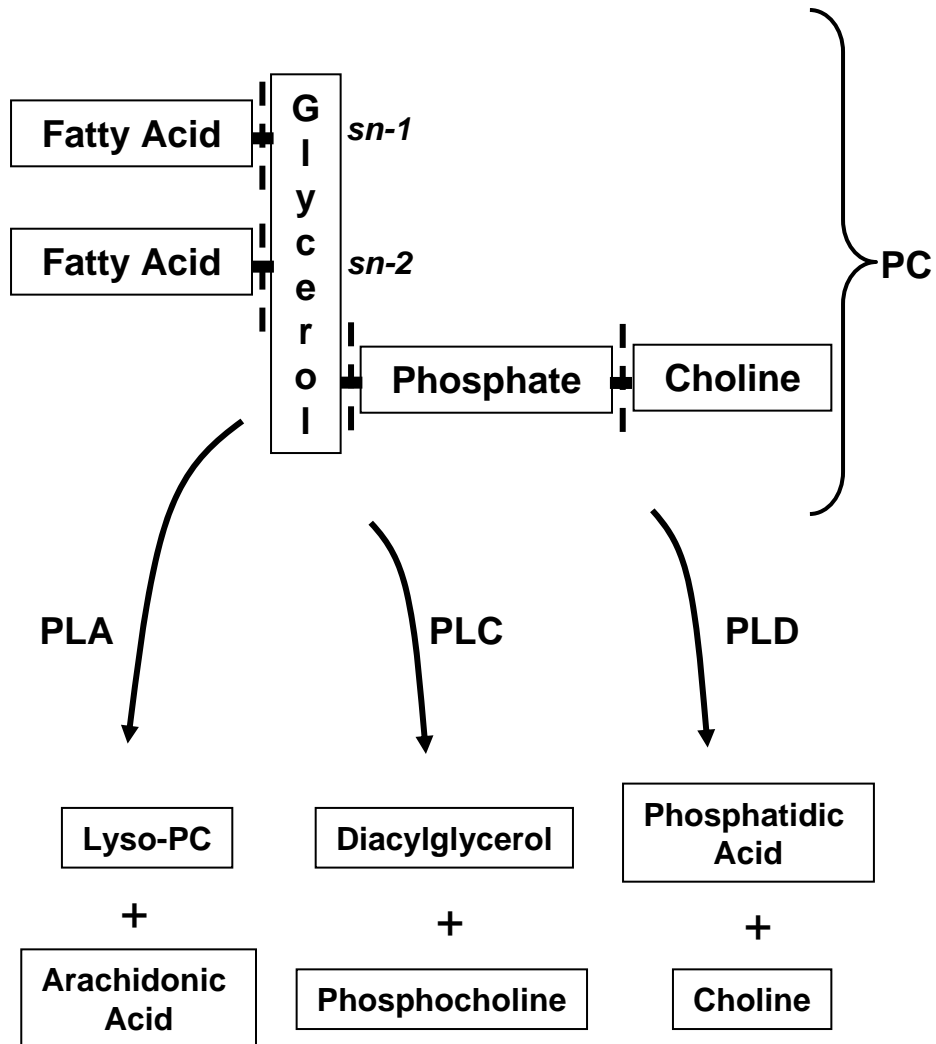 Fatty Acid
Glycerol
sn-1
Fatty Acid
sn-2
PC
Phosphate
Choline
PLA
PLC
PLD
Lyso-PC
+
Arachidonic
Acid
Diacylglycerol
+
Phosphocholine
Phosphatidic
Acid
+
Choline